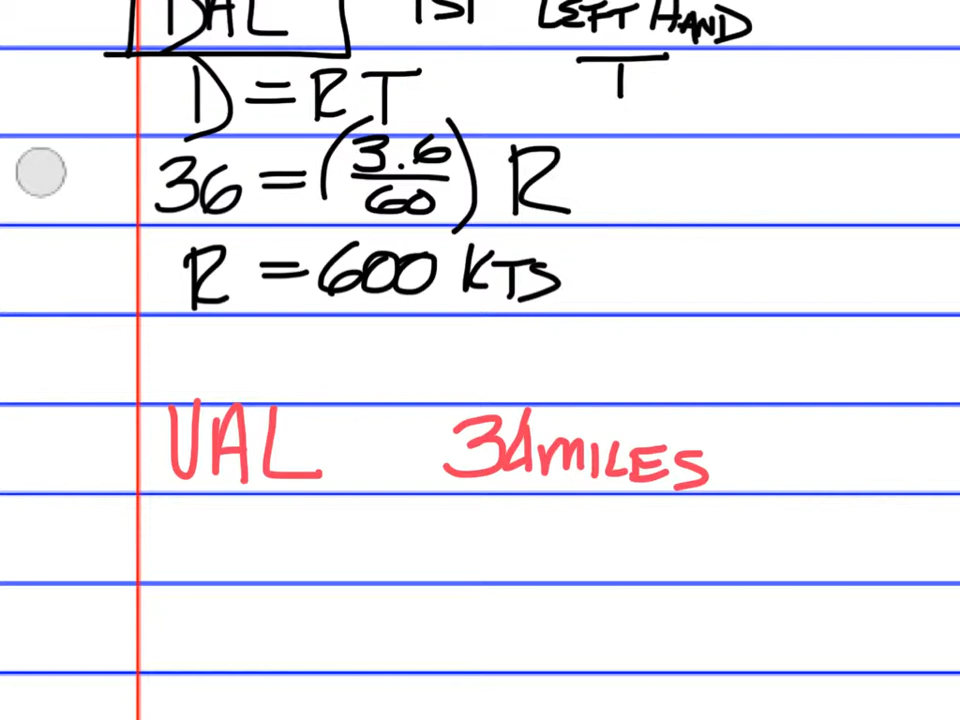 DAL 1ST LEFT HAND
D = RT T
36 = (3.6/60) R
R = 600 KTS
UAL 34 MILES